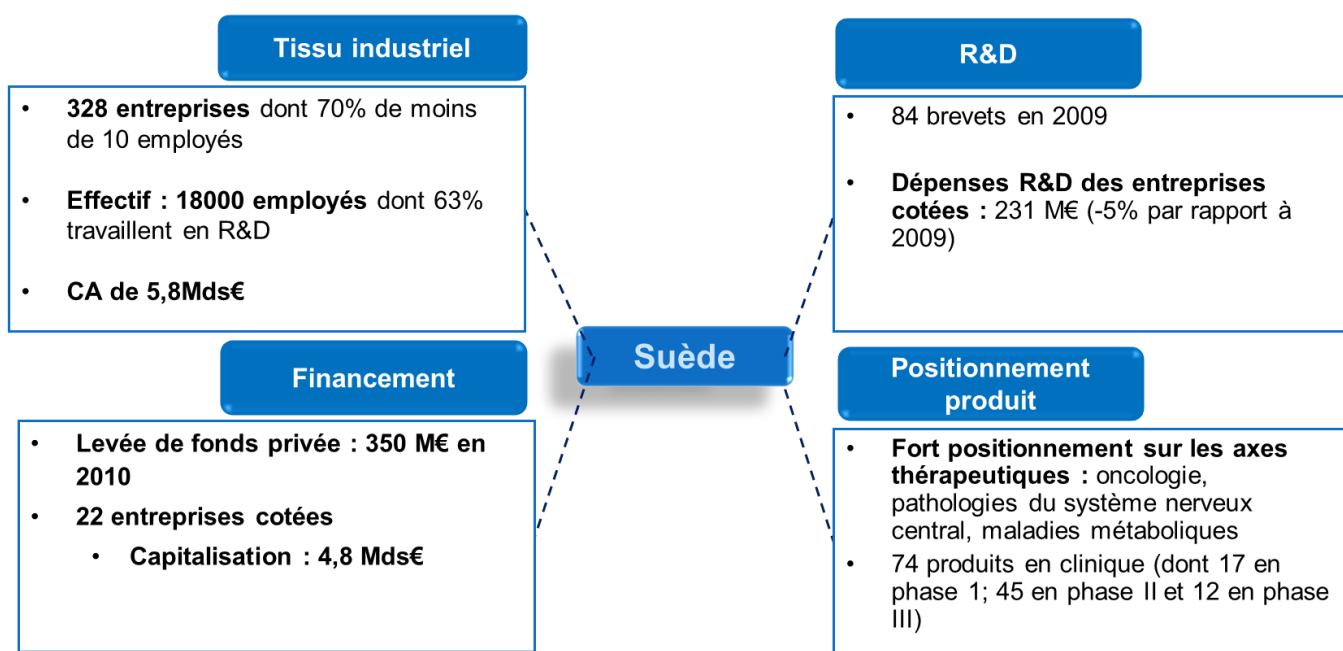 Tissu industriel
• 328 entreprises dont 70% de moins
de 10 employés
• Effectif : 18000 employés dont 63%
travaillent en R&D
• CA de 5,8Mds€
R&D
• 84 brevets en 2009
• Dépenses R&D des entreprises
cotées : 231 M€ (-5% par rapport à
2009)
Suède
Financement
• Levée de fonds privée : 350 M€ en
2010
• 22 entreprises cotées
• Capitalisation : 4,8 Mds€
Positionnement
produit
• Fort positionnement sur les axes
thérapeutiques : oncologie,
pathologies du système nerveux
central, maladies métaboliques
• 74 produits en clinique (dont 17 en
phase 1; 45 en phase II et 12 en phase
III)